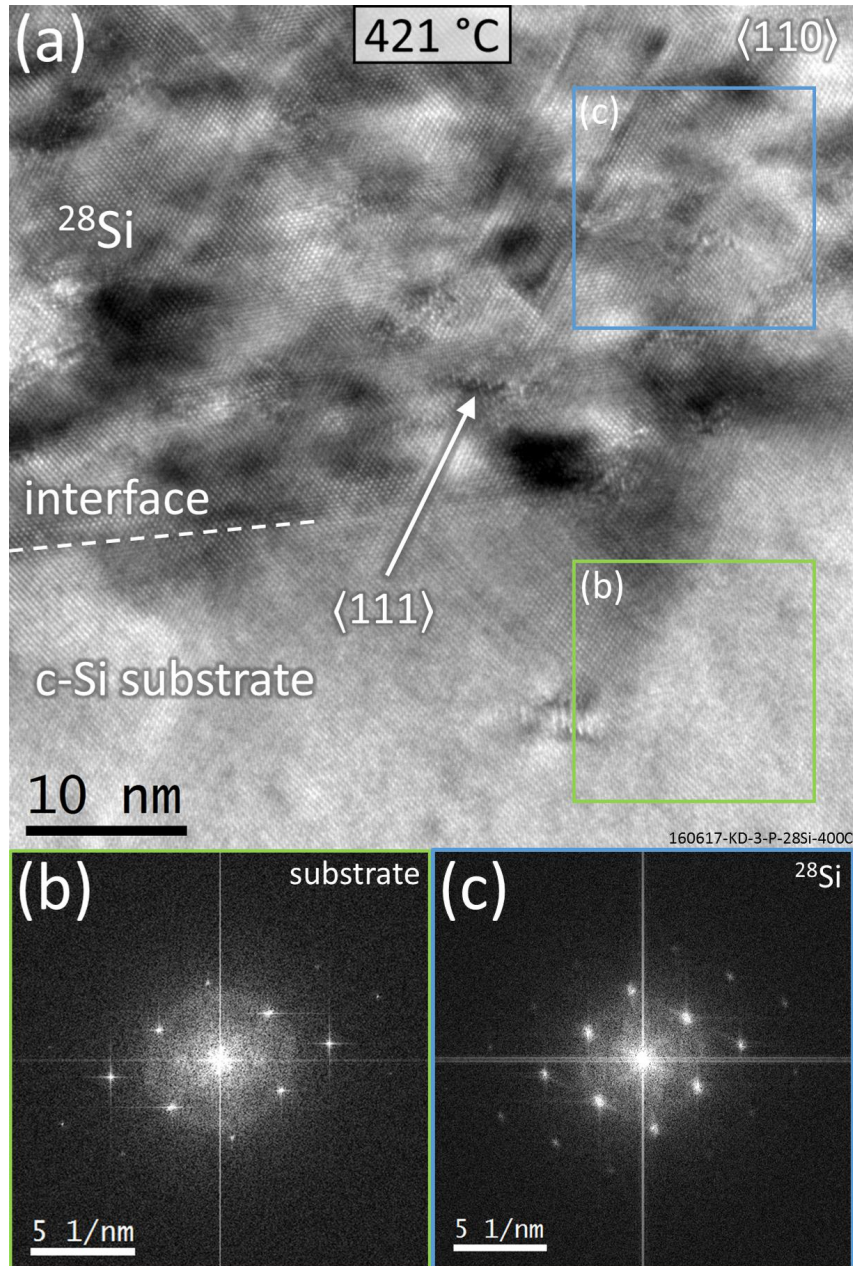 (a)
421 °C
⟨110⟩
(c)
²⁸Si
interface
⟨111⟩
(b)
c-Si substrate
10 nm
160617-KD-3-P-28Si-400C
(b)
substrate
5 1/nm
(c)
²⁸Si
5 1/nm